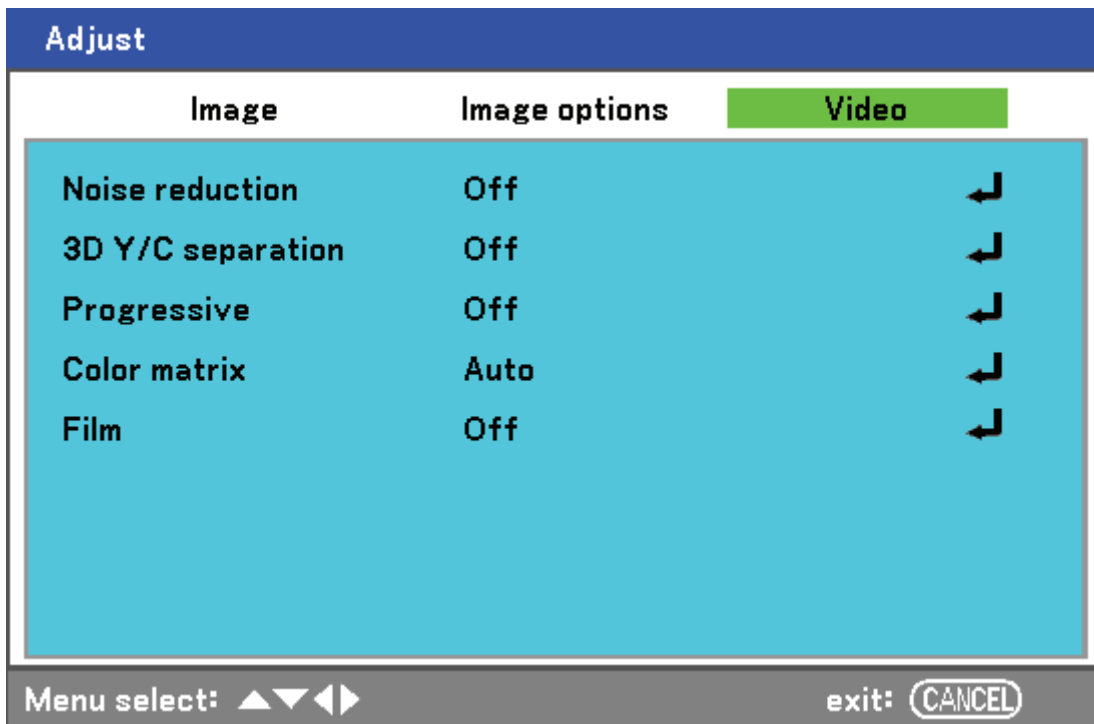 Adjust
Image Image options Video
Noise reduction Off
3D Y/C separation Off
Progressive Off
Color matrix Auto
Film Off
Menu select: ▲▼◀▶ exit: CANCEL